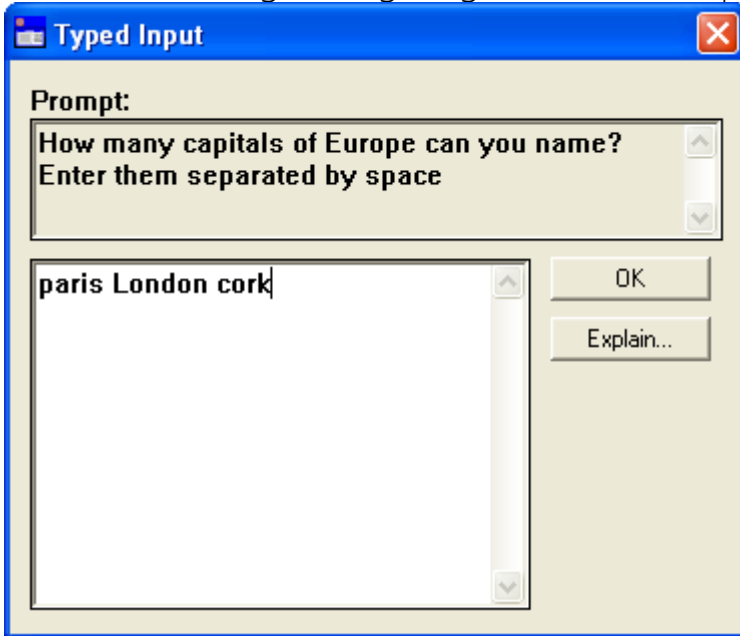 Typed Input
Prompt:
How many capitals of Europe can you name?
Enter them separated by space
paris London cork
OK
Explain...